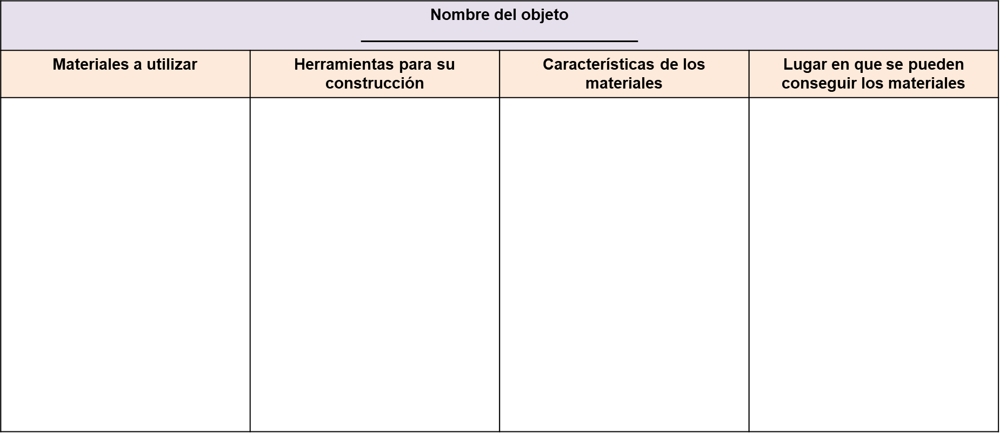 Nombre del objeto
Materiales a utilizar
Herramientas para su
construcción
Características de los
materiales
Lugar en que se pueden
conseguir los materiales